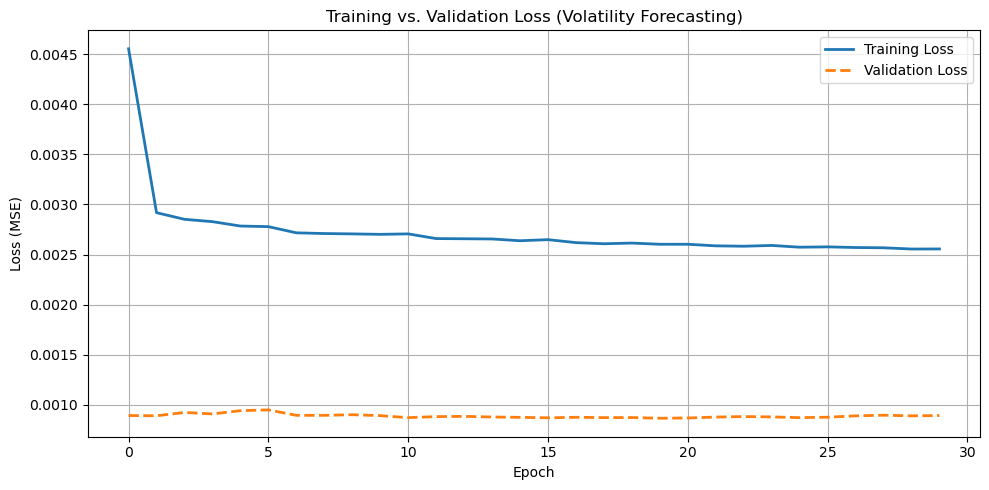 Training vs. Validation Loss (Volatility Forecasting)
Training Loss
Validation Loss
Loss (MSE)
0.0045
0.0040
0.0035
0.0030
0.0025
0.0020
0.0015
0.0010
0 5 10 15 20 25 30
Epoch